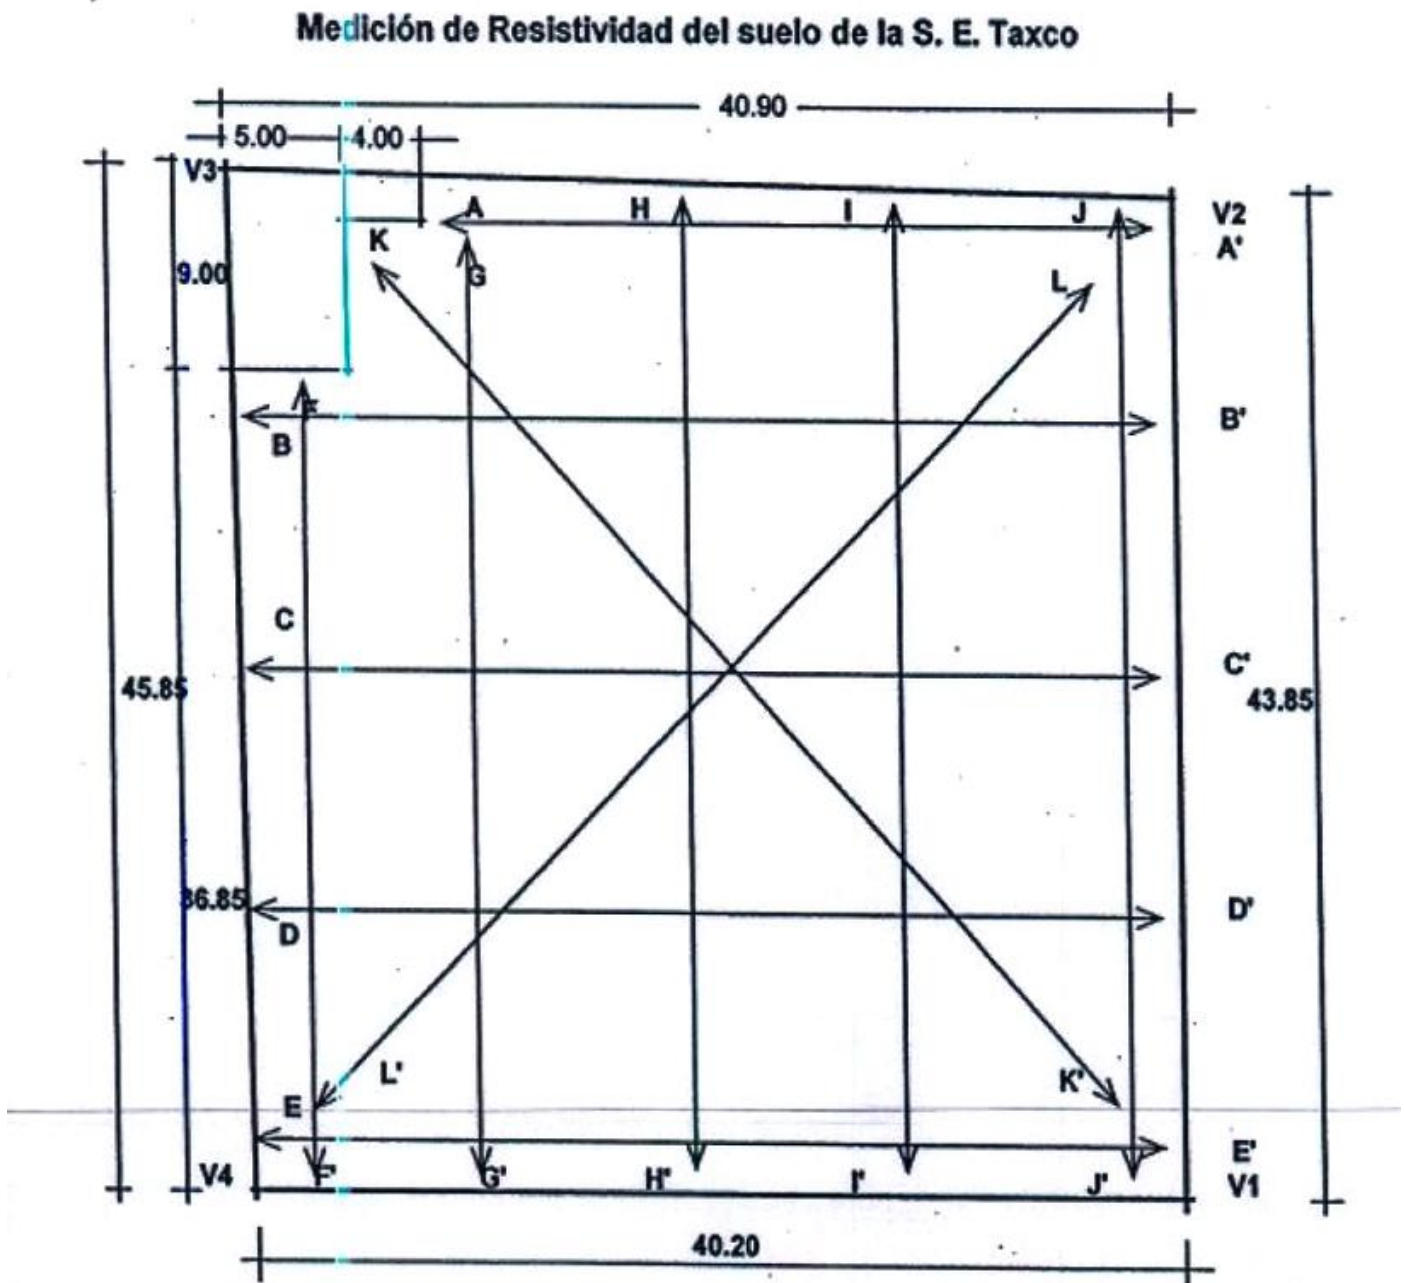 Medición de Resistividad del suelo de la S. E. Taxco
40.90
5.00 4.00
V3
A H I J V2
K A'
9.00 G L
F
B B'
C C'
45.85 43.85
36.85 D'
D
L' K'
E
E'
V4 F' G' H' I' J' V1
40.20